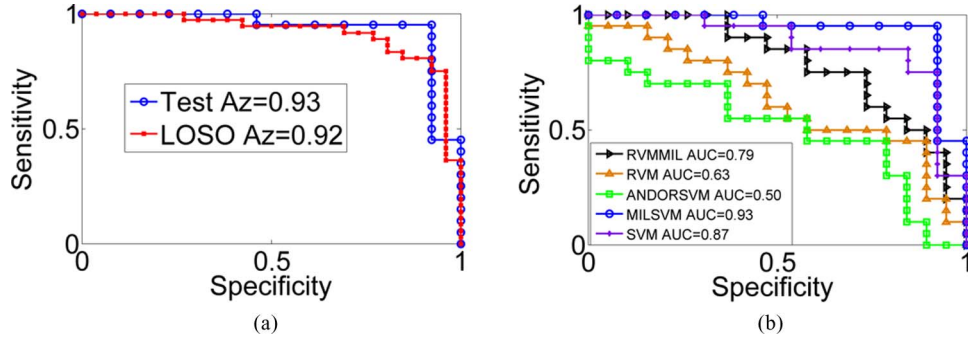 1
Sensitivity
0.5
0
0
0.5
1
Specificity
Test Az=0.93
LOSO Az=0.92
(a)
1
Sensitivity
0.5
0
0
0.5
1
Specificity
RVMMIL AUC=0.79
RVM AUC=0.63
ANDORSVM AUC=0.50
MILSVM AUC=0.93
SVM AUC=0.87
(b)